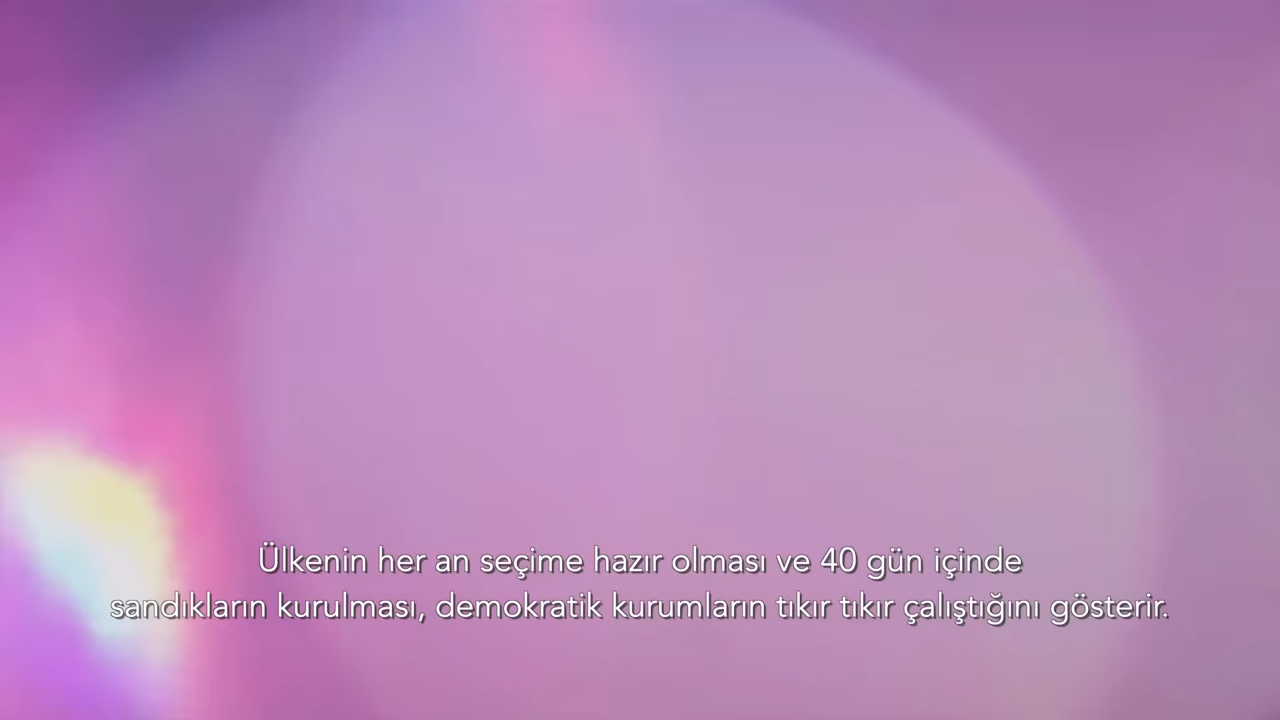 Ülkenin her an seçime hazır olması ve 40 gün içinde
sandıkların kurulması, demokratik kurumların tıkır tıkır çalıştığını gösterir.